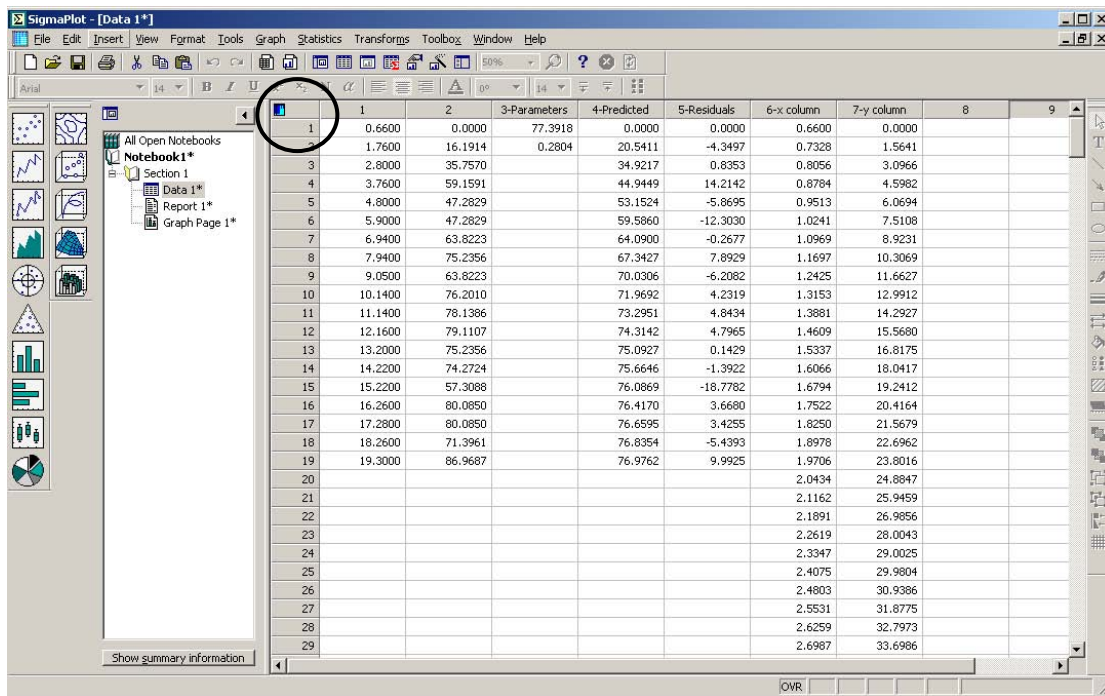 SigmaPlot - [Data 1*]
File Edit Insert View Format Tools Graph Statistics Transforms Toolbox Window Help
50%
Arial 14 B I U N α A 0° 14
1 2 3-Parameters 4-Predicted 5-Residuals 6-x column 7-y column 8 9
All Open Notebooks
Notebook1*
Section 1
Data 1*
Report 1*
Graph Page 1*
1 0.6600 0.0000 77.3918 0.0000 0.0000 0.6600 0.0000
1.7600 16.1914 0.2804 20.5411 -4.3497 0.7328 1.5641
3 2.8000 35.7570 34.9217 0.8353 0.8056 3.0966
4 3.7600 59.1591 44.9449 14.2142 0.8784 4.5982
5 4.8000 47.2829 53.1524 -5.8695 0.9513 6.0694
6 5.9000 47.2829 59.5860 -12.3030 1.0241 7.5108
7 6.9400 63.8223 64.0900 -0.2677 1.0969 8.9231
8 7.9400 75.2356 67.3427 7.8929 1.1697 10.3069
9 9.0500 63.8223 70.0306 -6.2082 1.2425 11.6627
10 10.1400 76.2010 71.9692 4.2319 1.3153 12.9912
11 11.1400 78.1386 73.2951 4.8434 1.3881 14.2927
12 12.1600 79.1107 74.3142 4.7965 1.4609 15.5680
13 13.2000 75.2356 75.0927 0.1429 1.5337 16.8175
14 14.2200 74.2724 75.6646 -1.3922 1.6066 18.0417
15 15.2200 57.3088 76.0869 -18.7782 1.6794 19.2412
16 16.2600 80.0850 76.4170 3.6680 1.7522 20.4164
17 17.2800 80.0850 76.6595 3.4255 1.8250 21.5679
18 18.2600 71.3961 76.8354 -5.4393 1.8978 22.6962
19 19.3000 86.9687 76.9762 9.9925 1.9706 23.8016
20 2.0434 24.8847
21 2.1162 25.9459
22 2.1891 26.9856
23 2.2619 28.0043
24 2.3347 29.0025
25 2.4075 29.9804
26 2.4803 30.9386
27 2.5531 31.8775
28 2.6259 32.7973
29 2.6987 33.6986
Show summary information
OVR